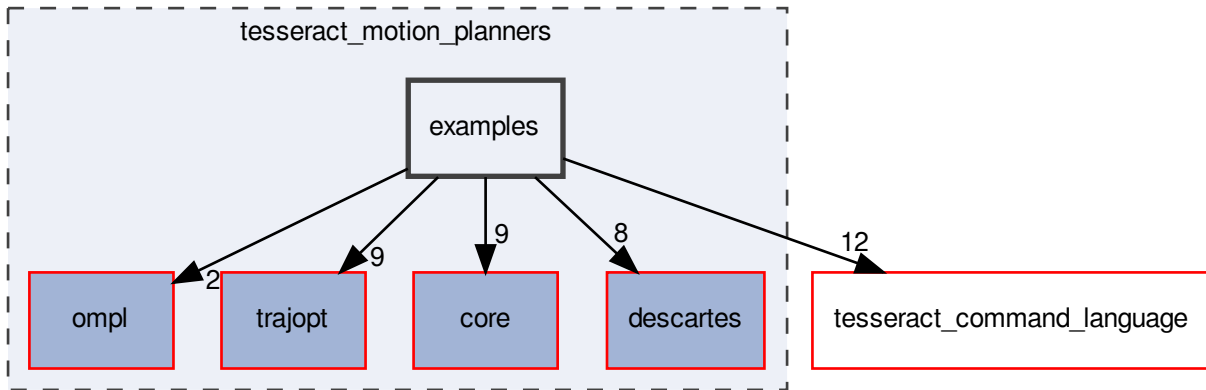 tesseract_motion_planners
examples
12
8
9
9
2
ompl
trajopt
core
descartes
tesseract_command_language